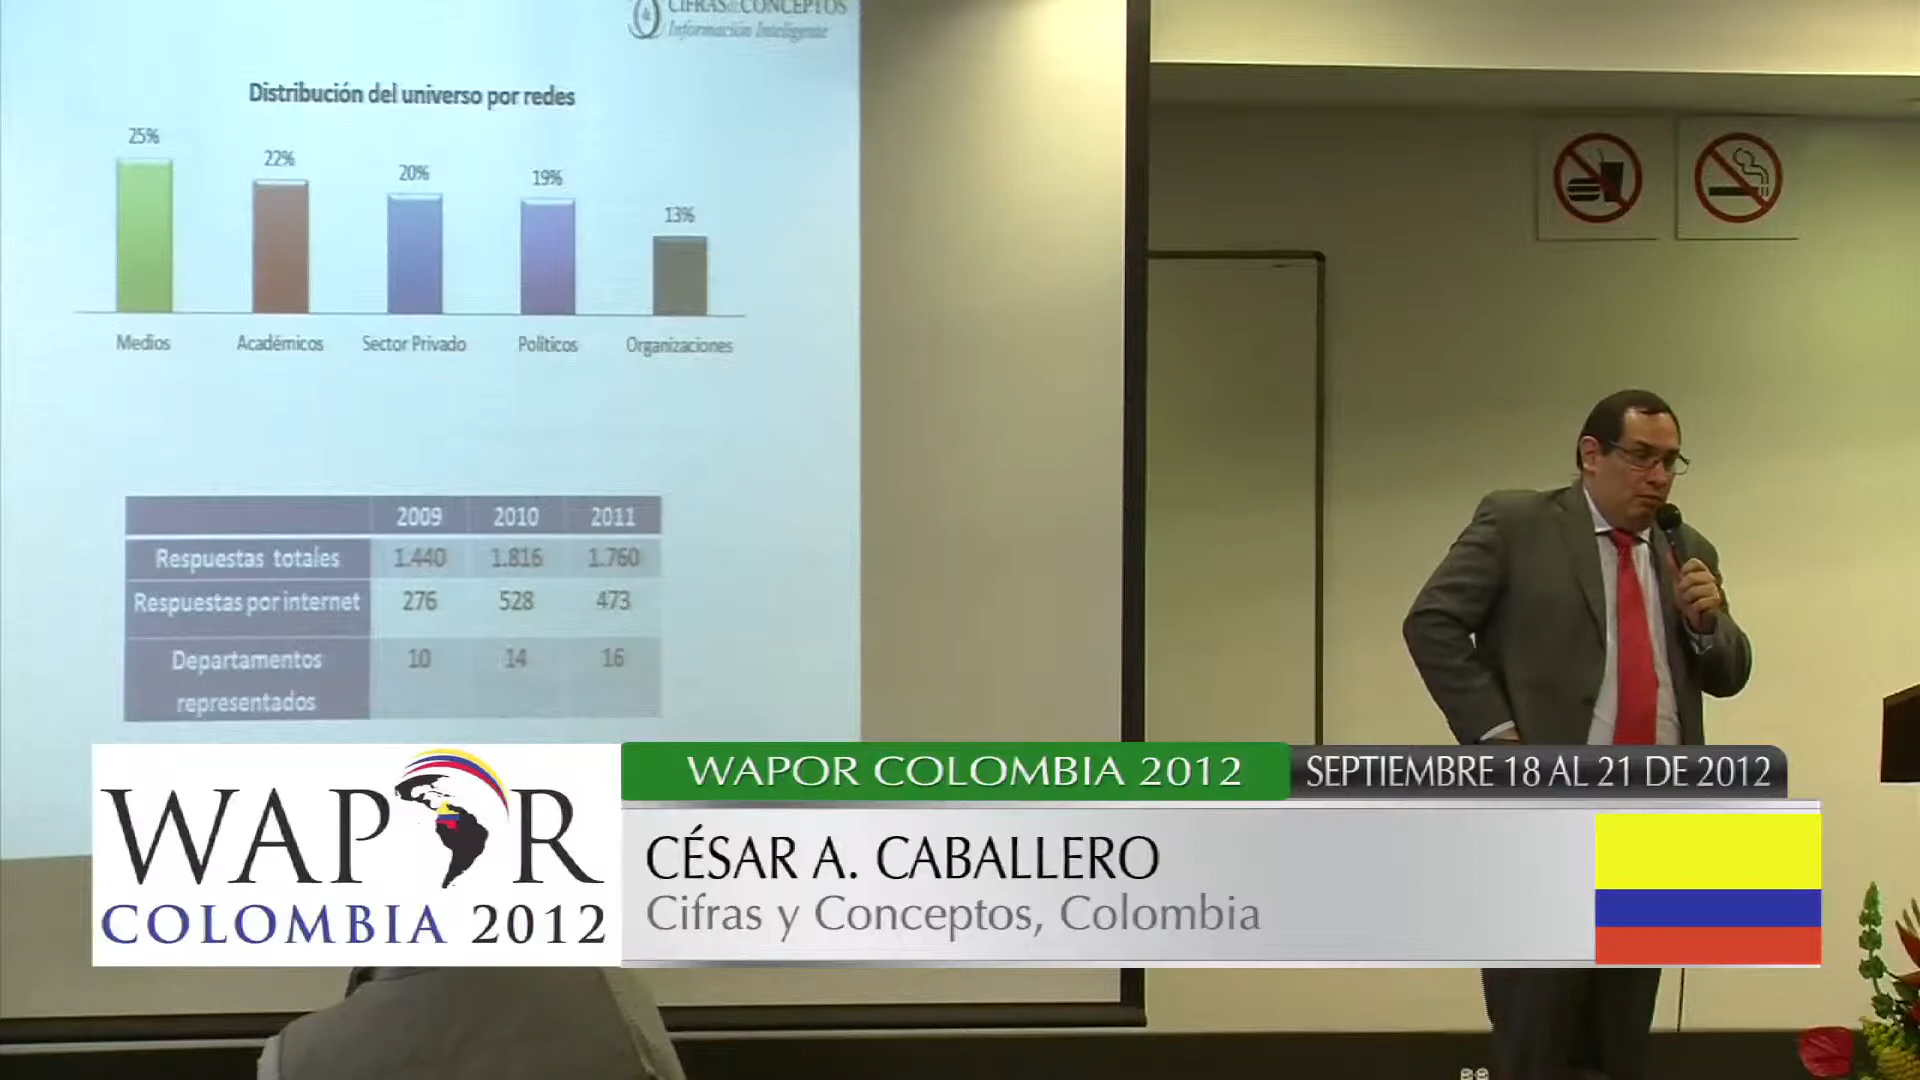 CIFRAS & CONCEPTOS
Información Inteligente
Distribución del universo por redes
25%
22%
20%
19%
13%
Medios
Académicos
Sector Privado
Políticos
Organizaciones
2009 2010 2011
Respuestas totales 1.440 1.816 1.760
Respuestas por internet 276 528 473
Departamentos representados 10 14 16
WAPOR
COLOMBIA 2012
WAPOR COLOMBIA 2012
SEPTIEMBRE 18 AL 21 DE 2012
CÉSAR A. CABALLERO
Cifras y Conceptos, Colombia